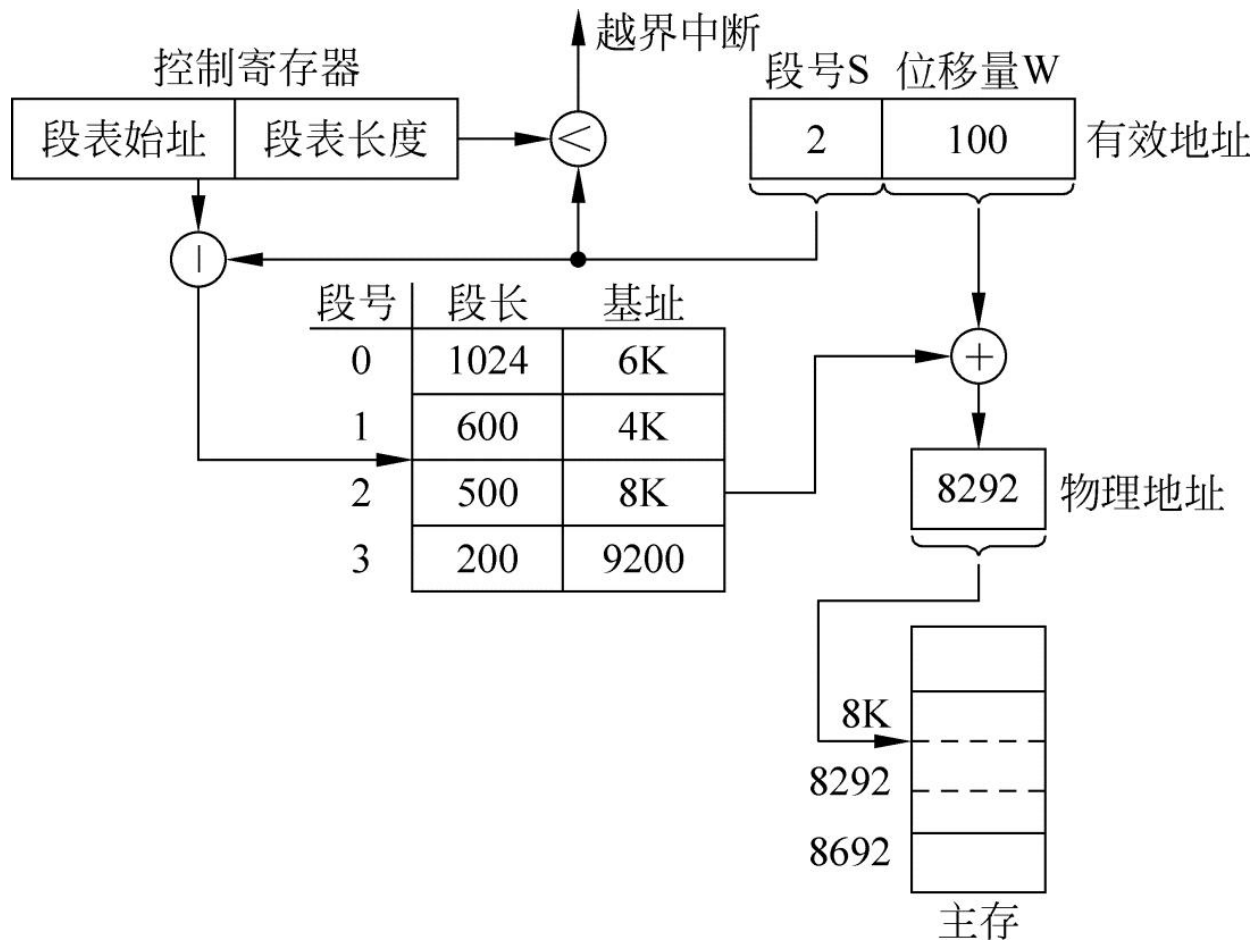 越界中断
控制寄存器
段表始址 段表长度
<
段号S 位移量W
2 100 有效地址
段号 段长 基址
0 1024 6K
1 600 4K
2 500 8K
3 200 9200
+
8292 物理地址
8K
8292
8692
主存